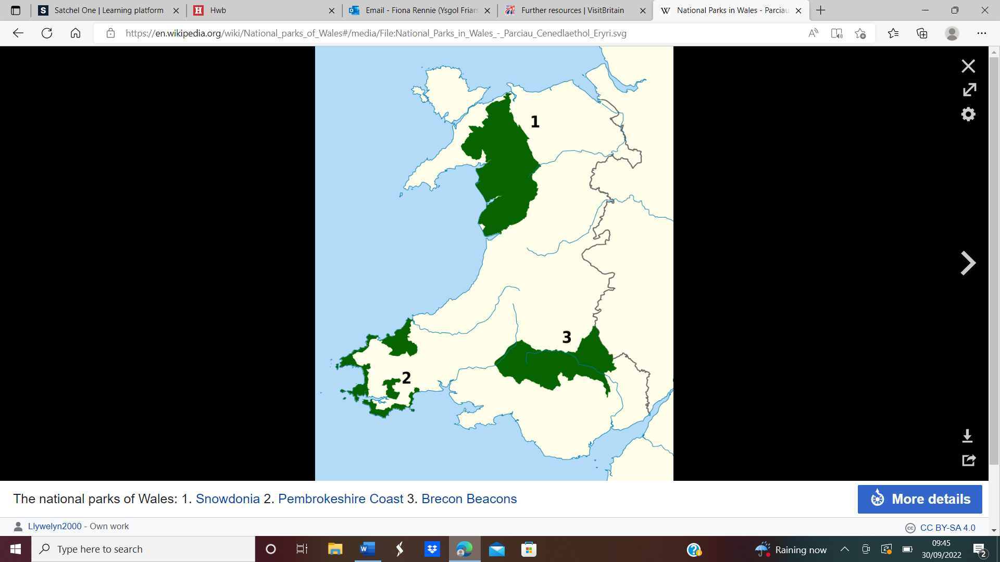 Satchel One | Learning platform
Hwb
Email - Fiona Rennie (Ysgol Friars
Further resources | VisitBritain
National Parks in Wales - Parciau
https://en.wikipedia.org/wiki/National_parks_of_Wales#/media/File:National_Parks_in_Wales_-_Parciau_Cenedlaethol_Eryri.svg
1
3
2
The national parks of Wales: 1. Snowdonia 2. Pembrokeshire Coast 3. Brecon Beacons
More details
Llywelyn2000 - Own work
CC BY-SA 4.0
Type here to search
Raining now
09:45
30/09/2022
2